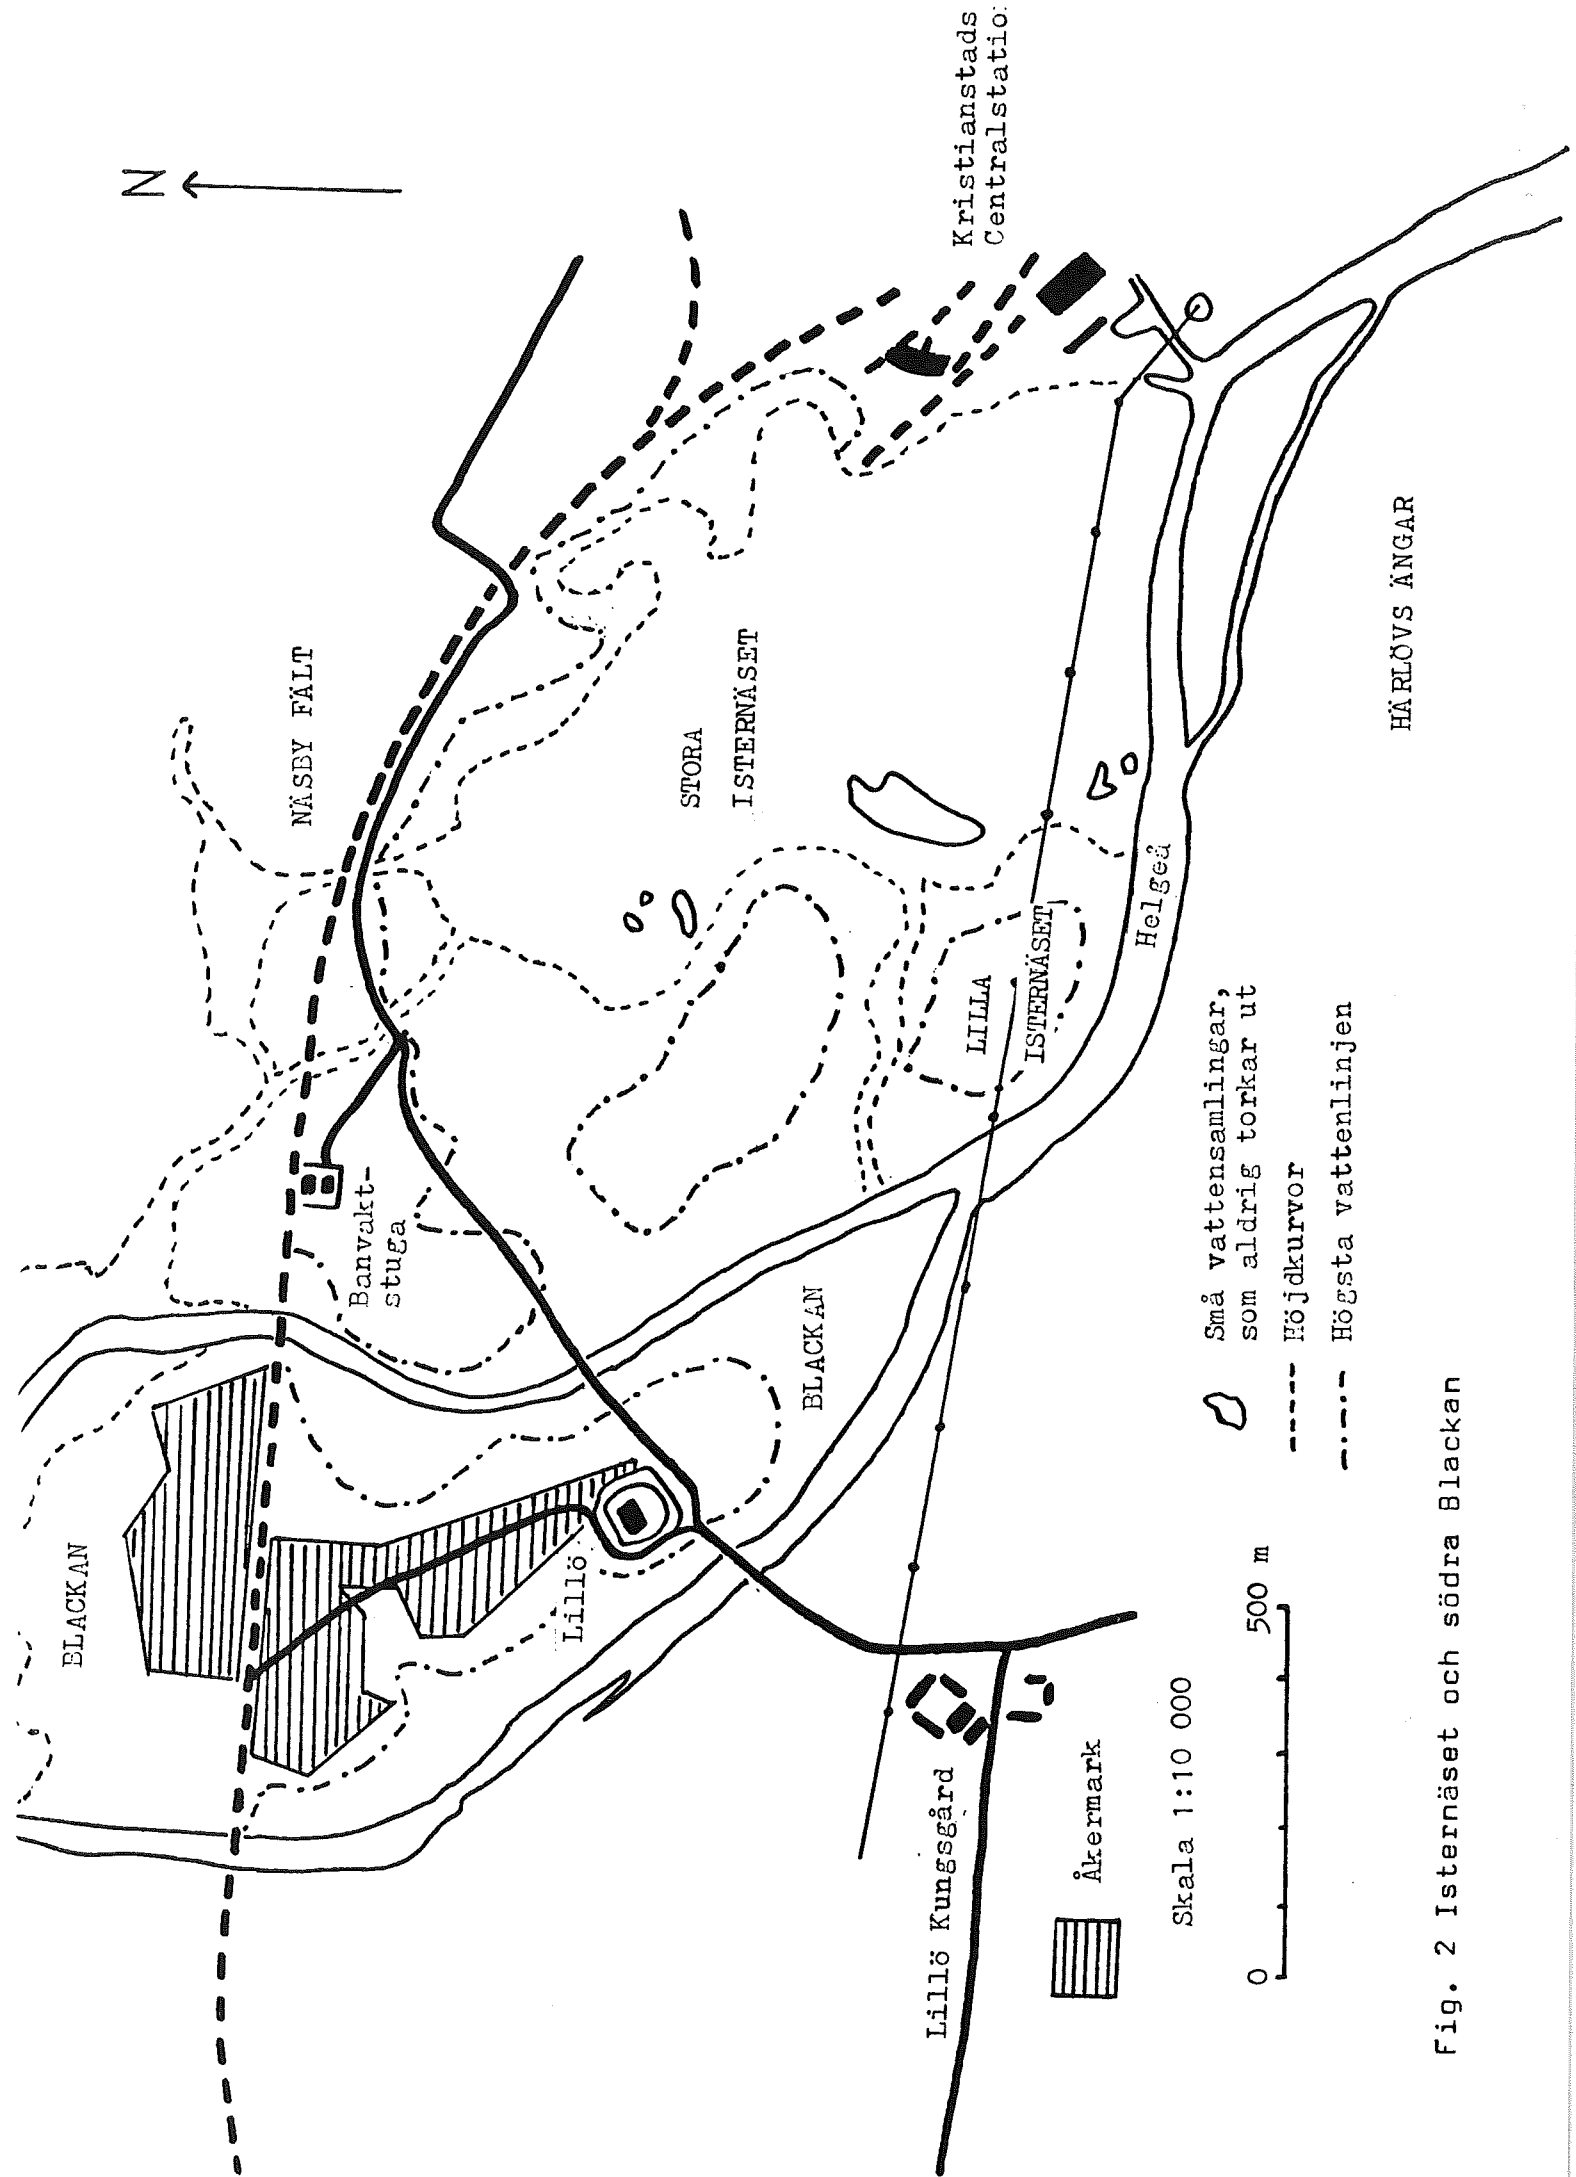 N
Kristianstads
Centralstatio
NÄSBY FÄLT
STORA
ISTERNÄSET
HÄRLÖVS ÄNGAR
Helgeå
LILLA
ISTERNÄSET
Banvakt-
stuga
BLACKAN
BLACKAN
Lillö
Lillö Kungsgård
Små vattensamlingar,
som aldrig torkar ut
Höjdkurvor
Högsta vattenlinjen
Åkermark
Skala 1:10 000
0 500 m
Fig. 2 Isternäset och södra Blackan